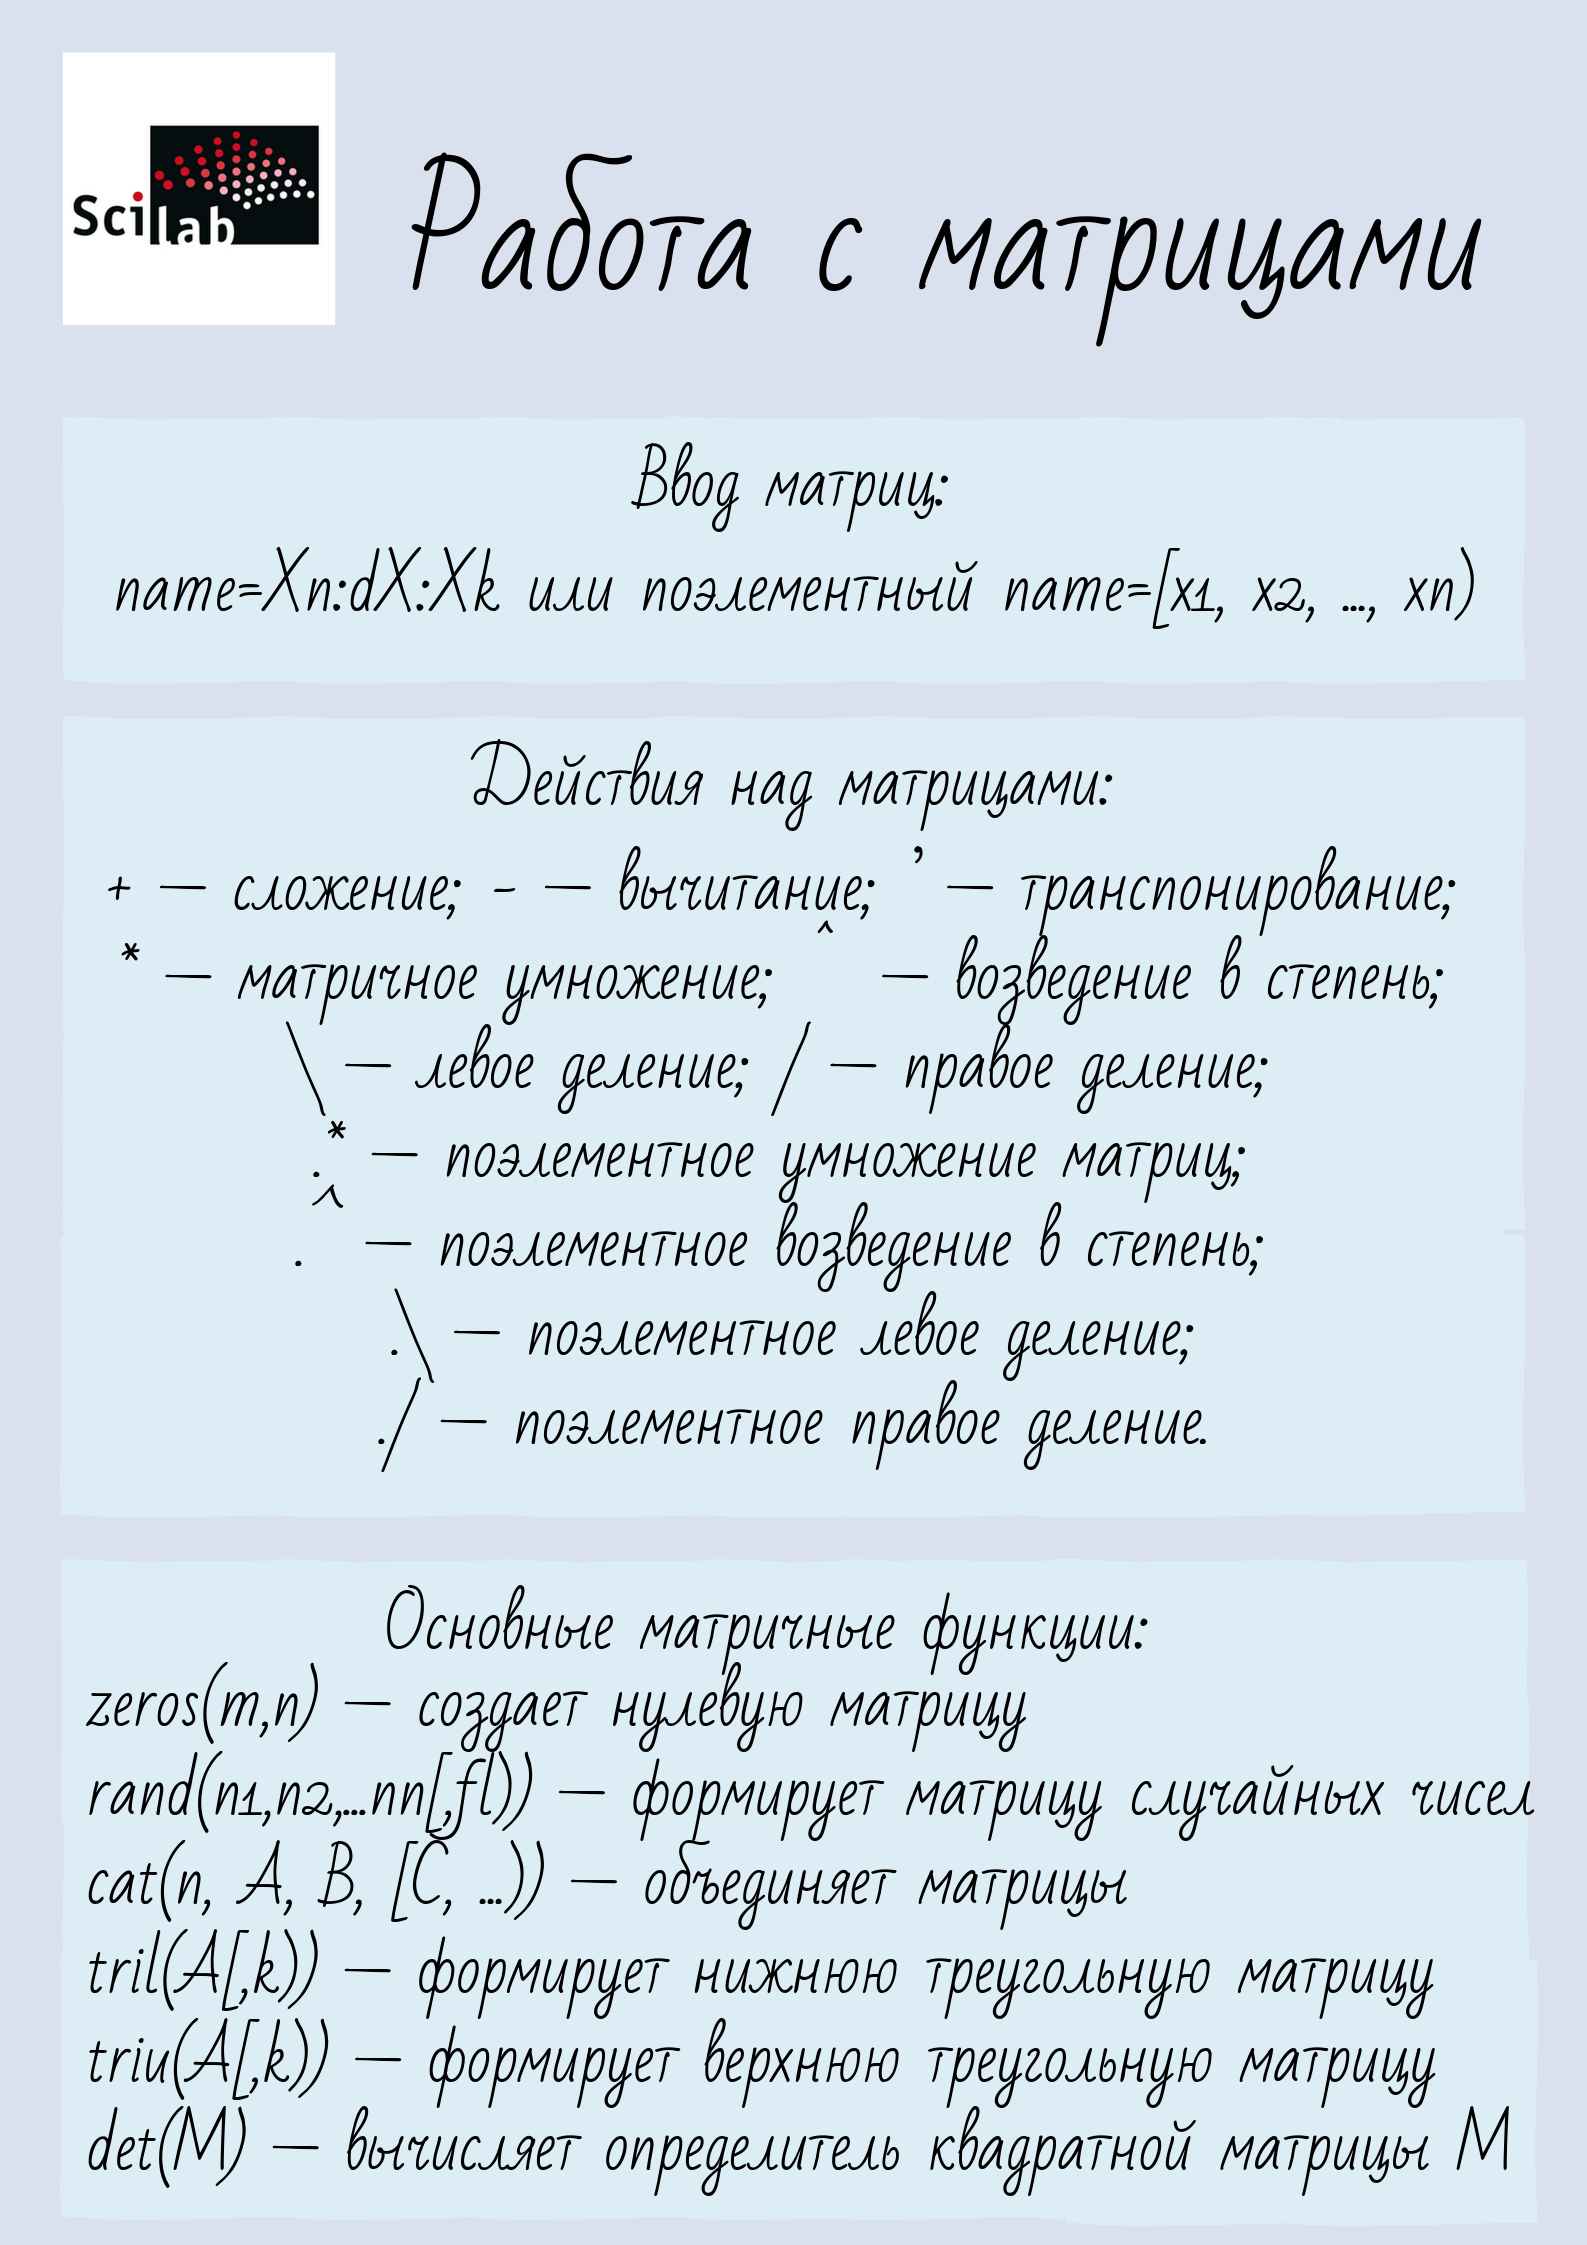 Scilab
Работа с матрицами
Ввод матриц:
name=Xn:dX:Xk или поэлементный name=[x1, x2, ..., xn)
Действия над матрицами:
+ — сложение; - — вычитание; ’ — транспонирование;
* — матричное умножение; ^ — возведение в степень;
\ — левое деление; / — правое деление;
.* — поэлементное умножение матриц;
.^ — поэлементное возведение в степень;
.\ — поэлементное левое деление;
./ — поэлементное правое деление.
Основные матричные функции:
zeros(m,n) — создает нулевую матрицу
rand(n1,n2,...nn[,fl)) — формирует матрицу случайных чисел
cat(n, A, B, [C, ...)) — объединяет матрицы
tril(A[,k)) — формирует нижнюю треугольную матрицу
triu(A[,k)) — формирует верхнюю треугольную матрицу
det(M) — вычисляет определитель квадратной матрицы М